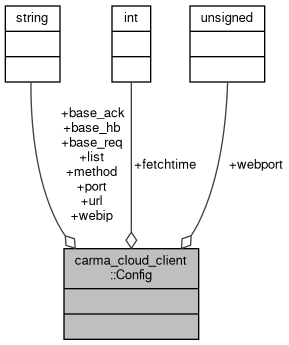 string
int
unsigned
+base_ack
+base_hb
+base_req
+list
+method
+port
+url
+webip
+fetchtime
+webport
carma_cloud_client
::Config